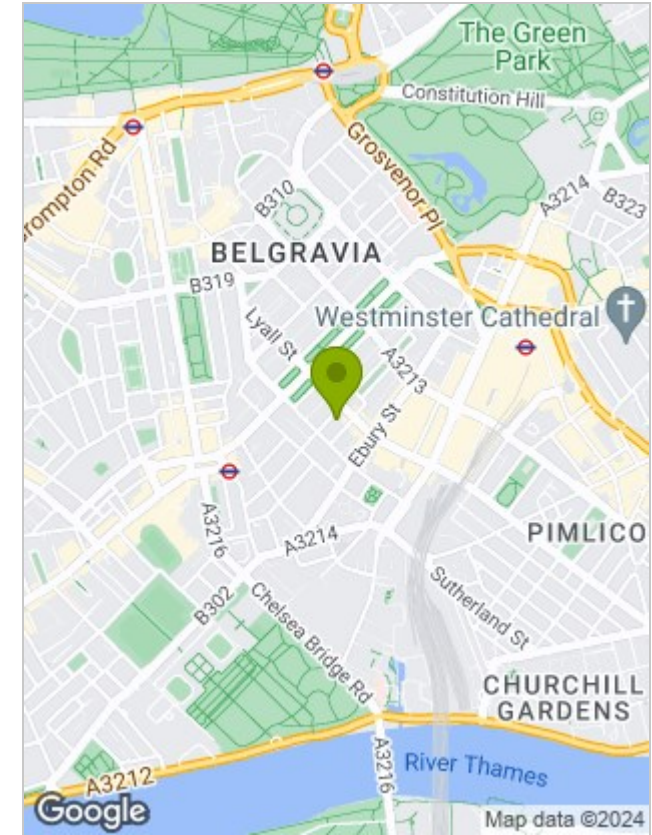 The Green
Park
Constitution Hill
Grosvenor Pl
rompton Rd
B310
A3214
B323
BELGRAVIA
B319
Lyall St
Westminster Cathedral
A3213
Ebury St
A3216
A3214
PIMLICO
B302
Sutherland St
Chelsea Bridge Rd
CHURCHILL
GARDENS
A3212
A3216
River Thames
Google
Map data ©2024